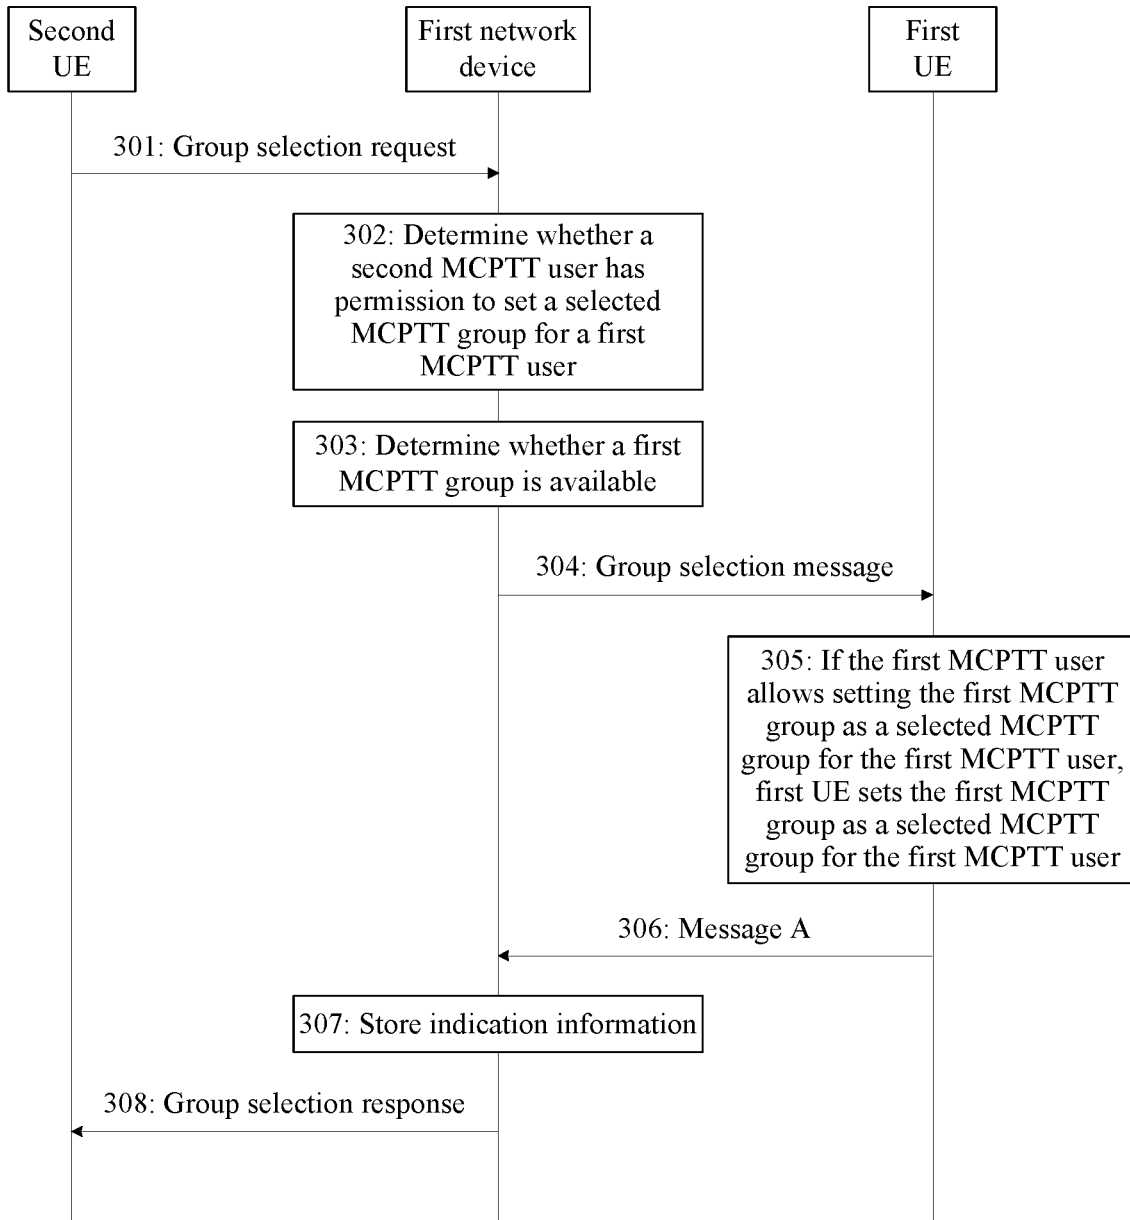 Second
UE
First network
device
First
UE
301: Group selection request
302: Determine whether a
second MCPTT user has
permission to set a selected
MCPTT group for a first
MCPTT user
303: Determine whether a first
MCPTT group is available
304: Group selection message
305: If the first MCPTT user
allows setting the first MCPTT
group as a selected MCPTT
group for the first MCPTT user,
first UE sets the first MCPTT
group as a selected MCPTT
group for the first MCPTT user
306: Message A
307: Store indication information
308: Group selection response